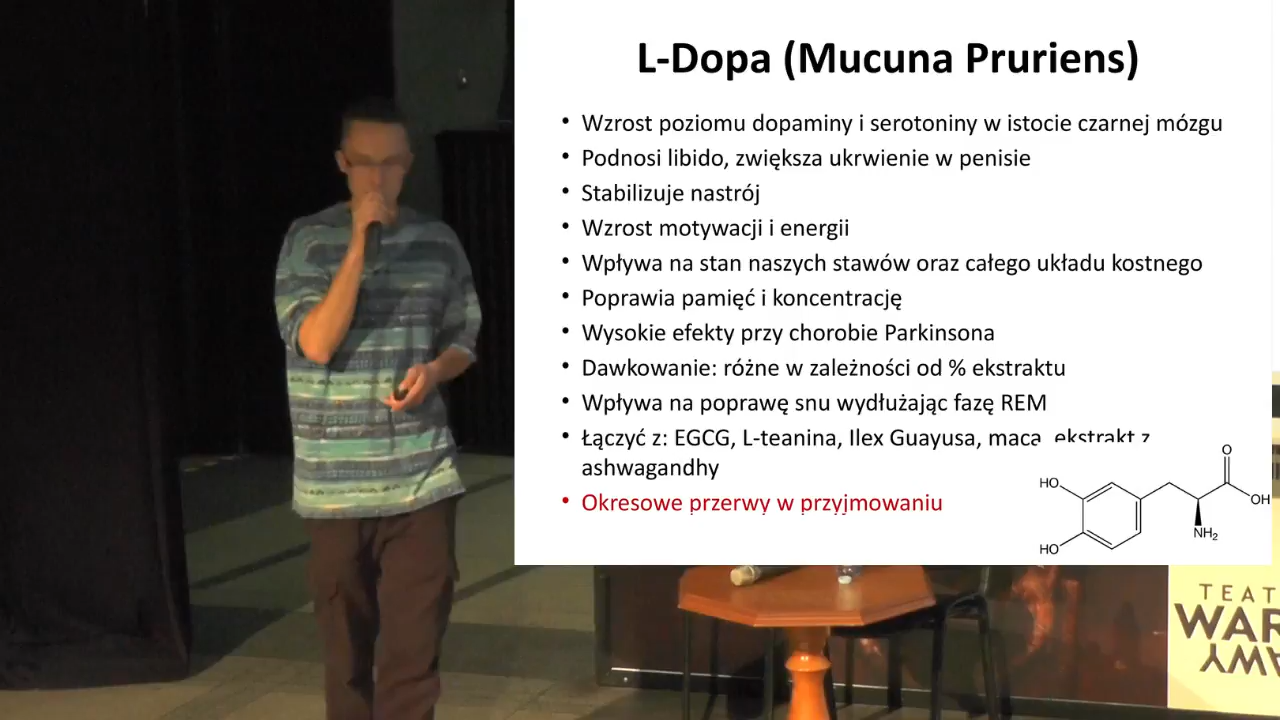 L-Dopa (Mucuna Pruriens)
• Wzrost poziomu dopaminy i serotoniny w istocie czarnej mózgu
• Podnosi libido, zwiększa ukrwienie w penisie
• Stabilizuje nastrój
• Wzrost motywacji i energii
• Wpływa na stan naszych stawów oraz całego układu kostnego
• Poprawia pamięć i koncentrację
• Wysokie efekty przy chorobie Parkinsona
• Dawkowanie: różne w zależności od % ekstraktu
• Wpływa na poprawę snu wydłużając fazę REM
• Łączyć z: EGCG, L-teanina, Ilex Guayusa, maca, ekstrakt z
ashwagandhy
• Okresowe przerwy w przyjmowaniu
O
HO
OH
NH₂
HO
TEAT
WAR
AWY